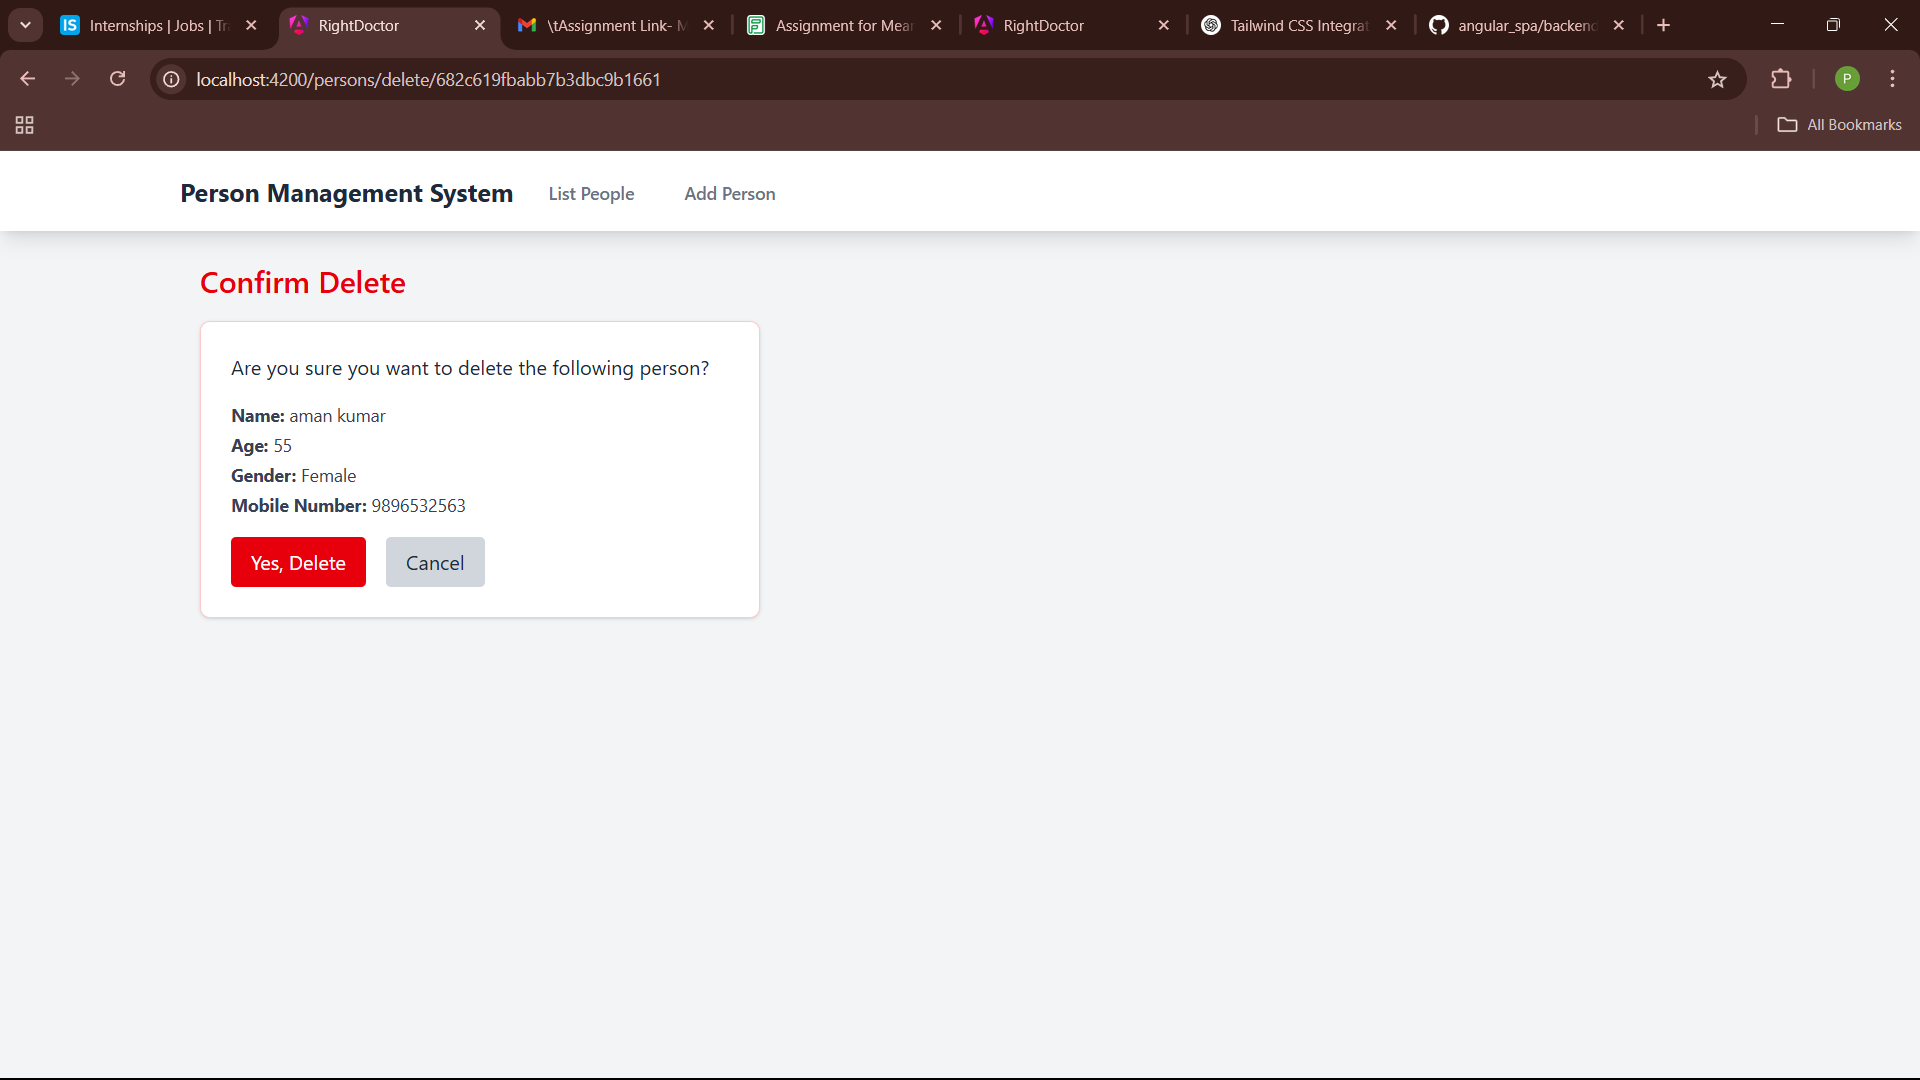 IS Internships | Jobs | Tr
RightDoctor
\tAssignment Link- M
Assignment for Mear
RightDoctor
Tailwind CSS Integrat
angular_spa/backend
localhost:4200/persons/delete/682c619fbabb7b3dbc9b1661
P
All Bookmarks
Person Management System
List People
Add Person
Confirm Delete
Are you sure you want to delete the following person?
Name: aman kumar
Age: 55
Gender: Female
Mobile Number: 9896532563
Yes, Delete
Cancel